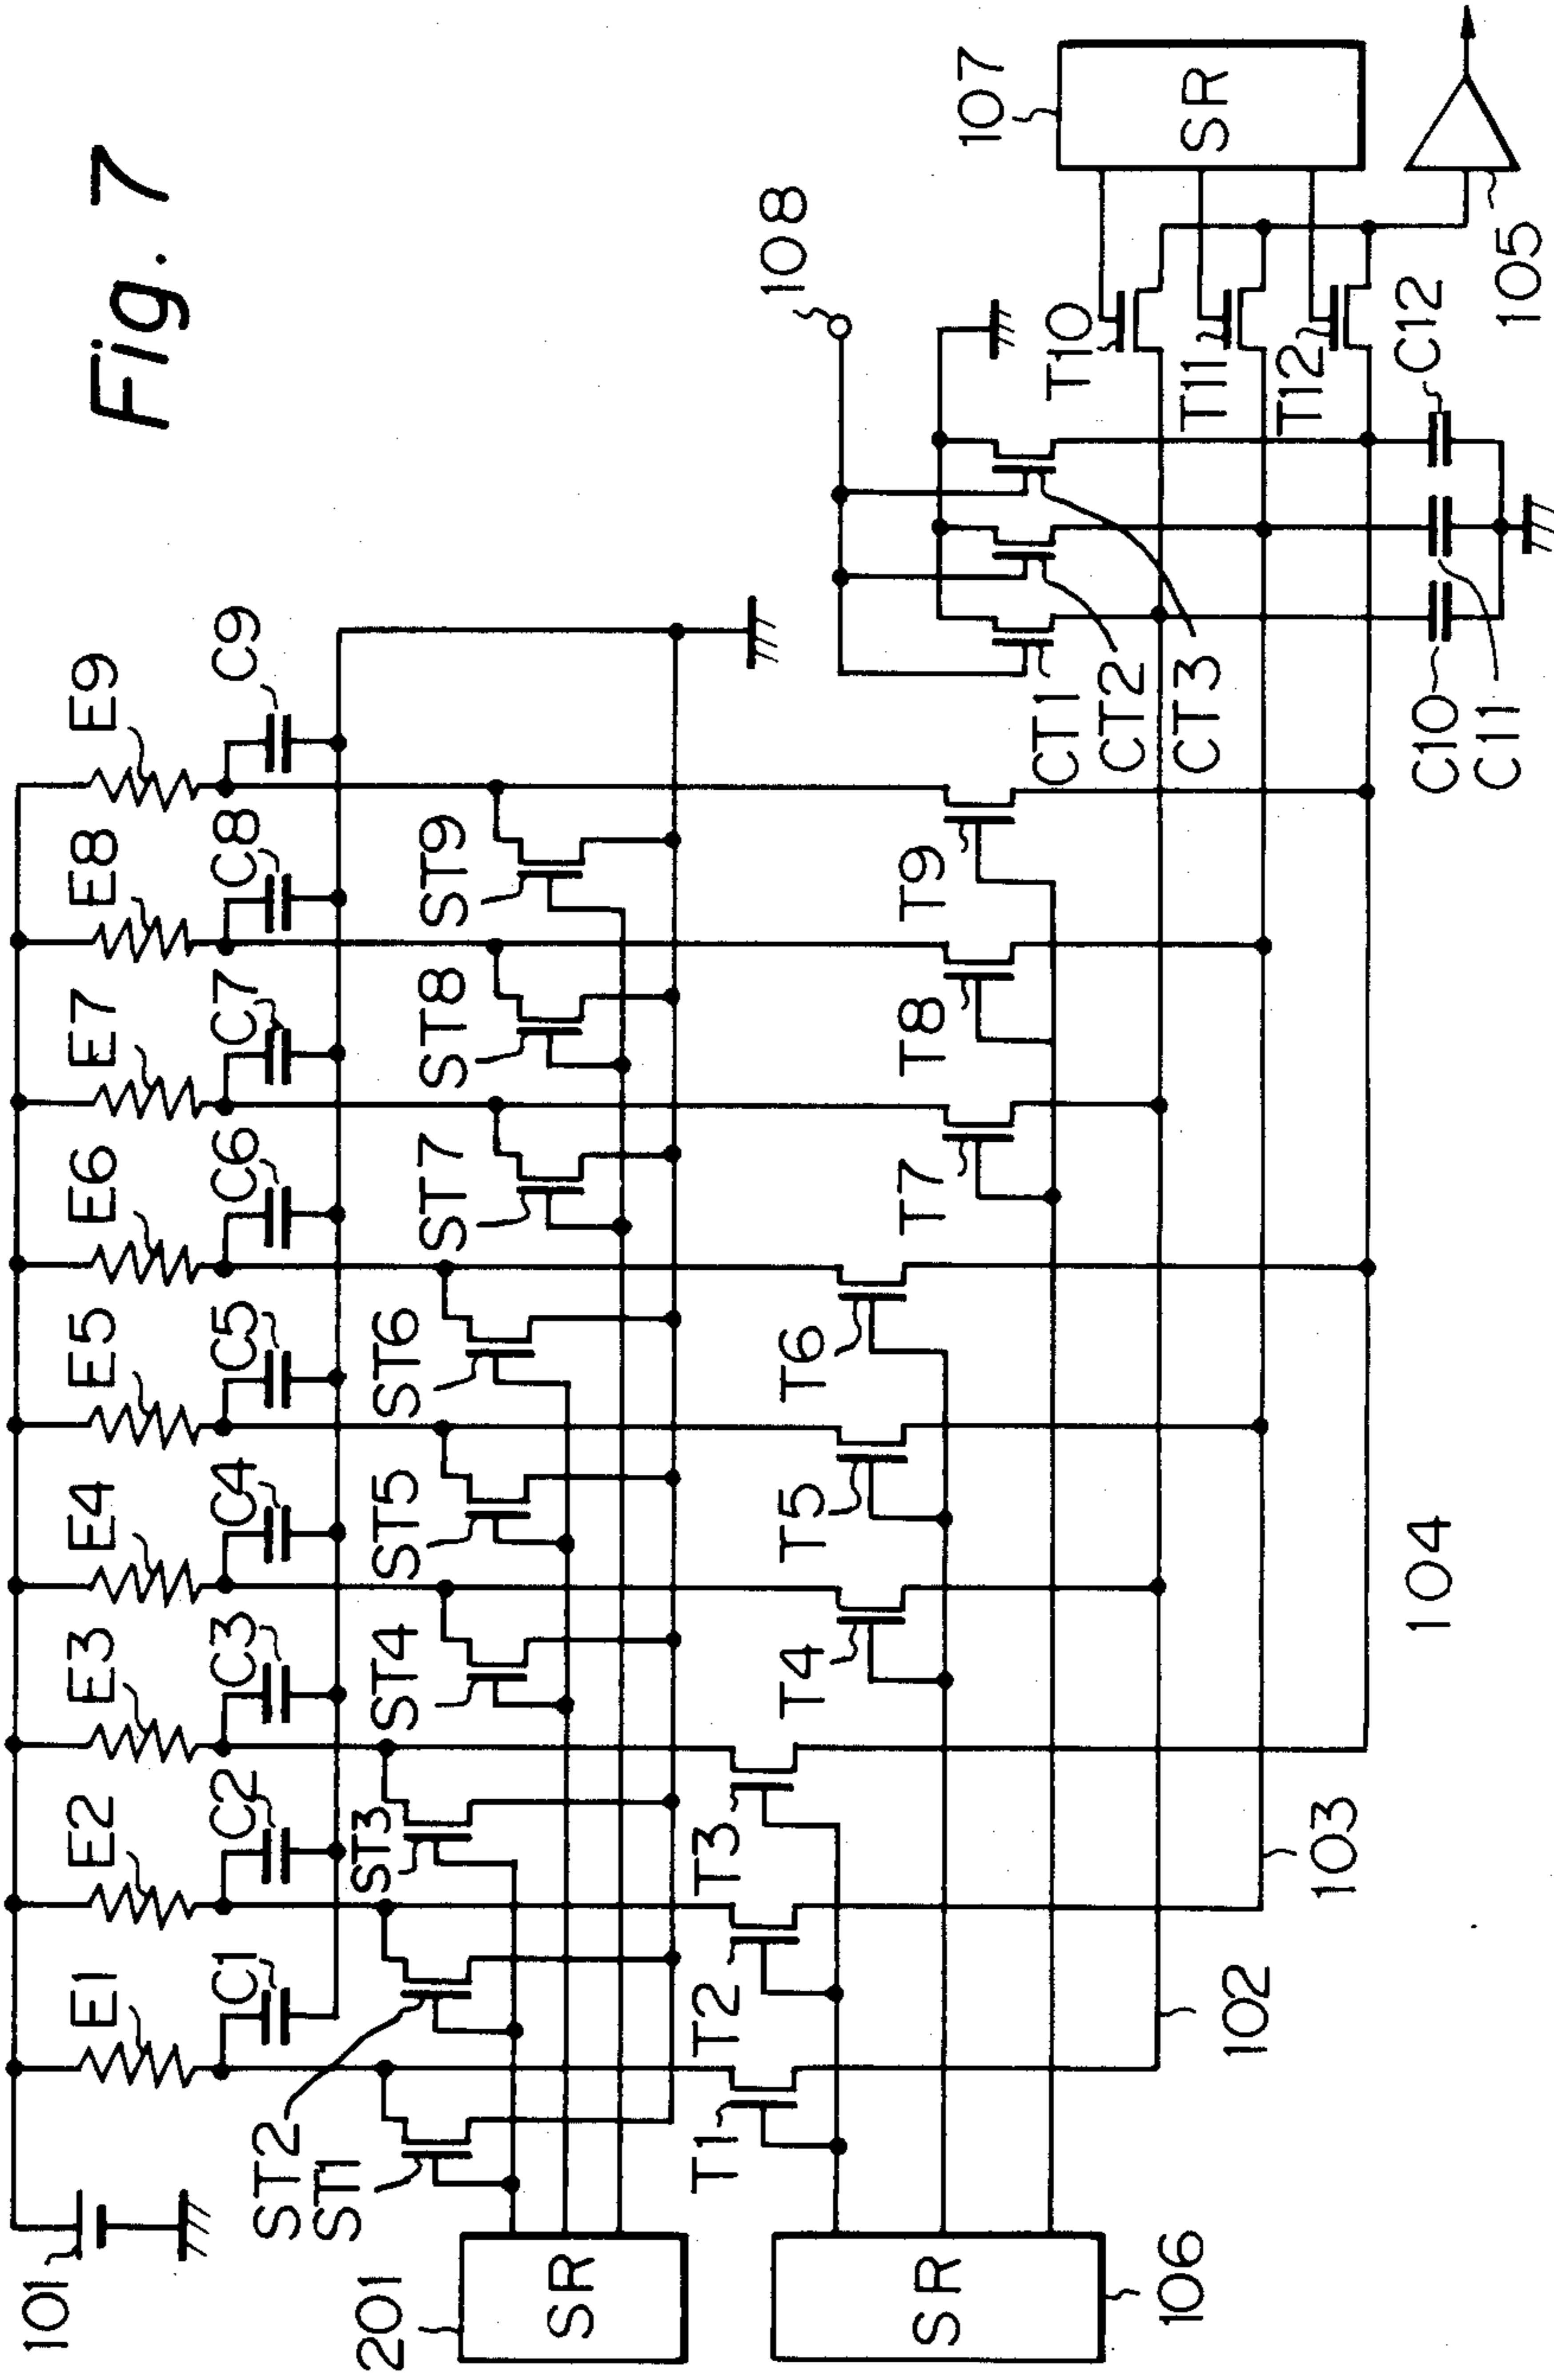 Fig. 7
101
E1
E2
E3
E4
E5
E6
E7
E8
E9
C1
C2
C3
C4
C5
C6
C7
C8
C9
201
SR
ST2
ST1
ST3
ST4
ST5
ST6
ST7
ST8
ST9
106
SR
T1
T2
T3
T4
T5
T6
T7
T8
T9
102
103
104
108
CT1
CT2
CT3
C10
C11
C12
T10
T11
T12
107
SR
105